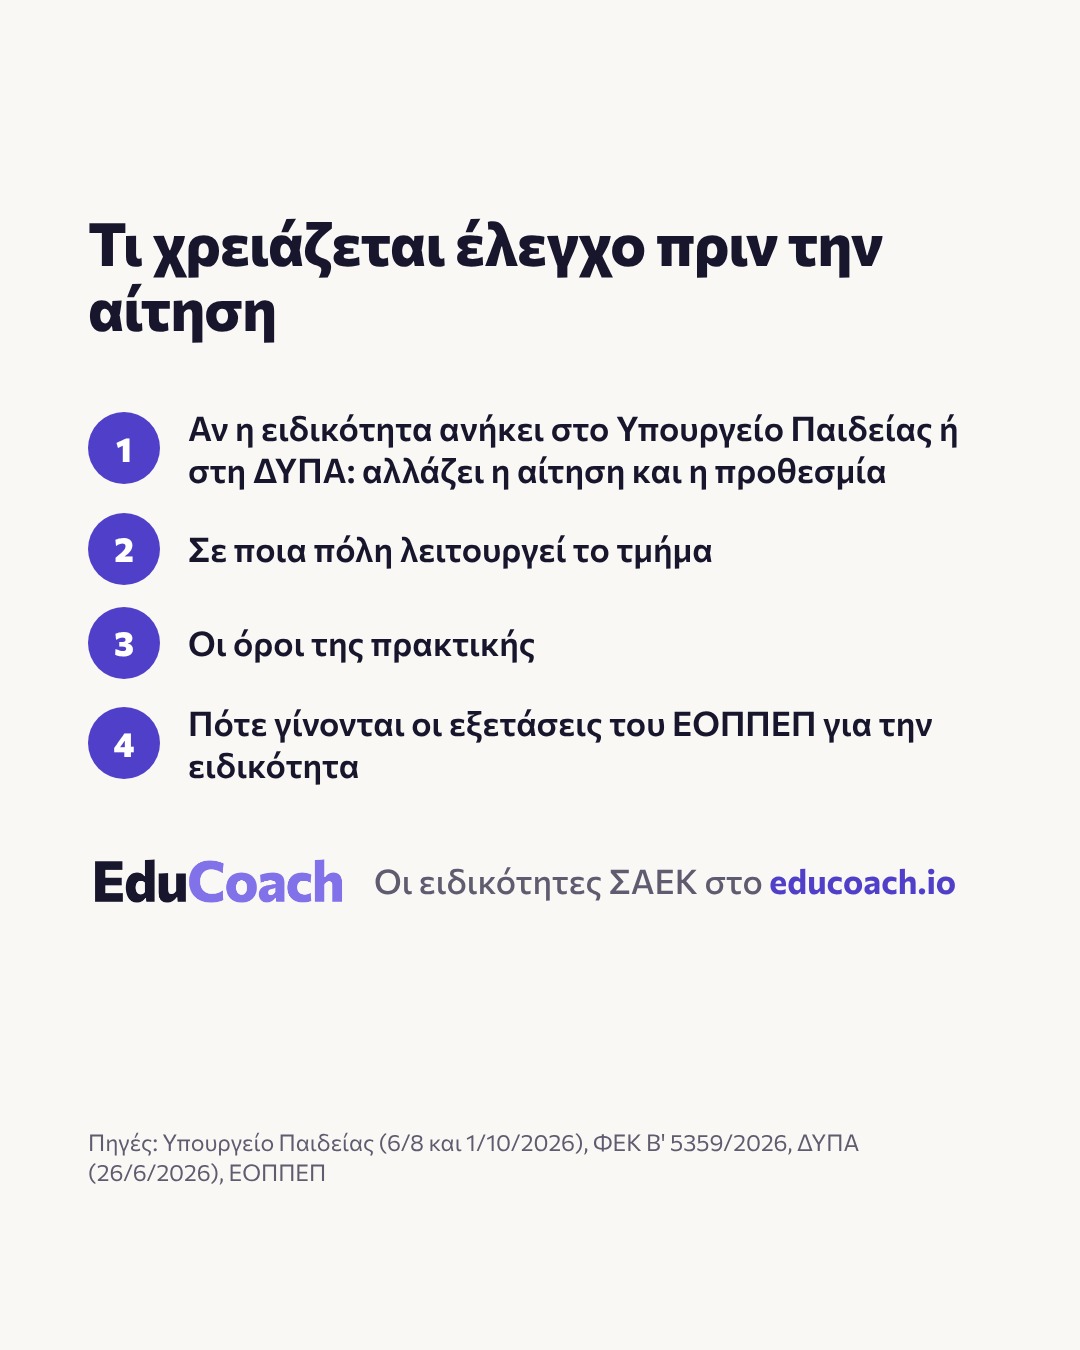 Τι χρειάζεται έλεγχο πριν την
αίτηση
1
Αν η ειδικότητα ανήκει στο Υπουργείο Παιδείας ή
στη ΔΥΠΑ: αλλάζει η αίτηση και η προθεσμία
2
Σε ποια πόλη λειτουργεί το τμήμα
3
Οι όροι της πρακτικής
4
Πότε γίνονται οι εξετάσεις του ΕΟΠΠΕΠ για την
ειδικότητα
EduCoach Οι ειδικότητες ΣΑΕΚ στο educoach.io
Πηγές: Υπουργείο Παιδείας (6/8 και 1/10/2026), ΦΕΚ Β' 5359/2026, ΔΥΠΑ
(26/6/2026), ΕΟΠΠΕΠ